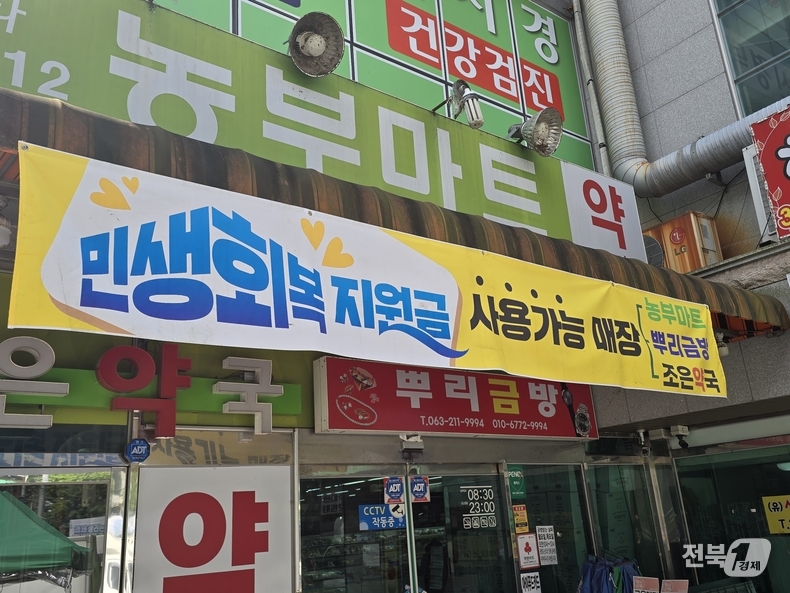 건강검진
12
농부마트
약
민생회복 지원금
사용가능 매장
농부마트
뿌리금방
조은약국
LG
은약국
뿌리금방
T.063-211-9994 010-6772-9994
ADT
약
CCTV
작동중
ADT
ADT
08:30
23:00
전북1경제